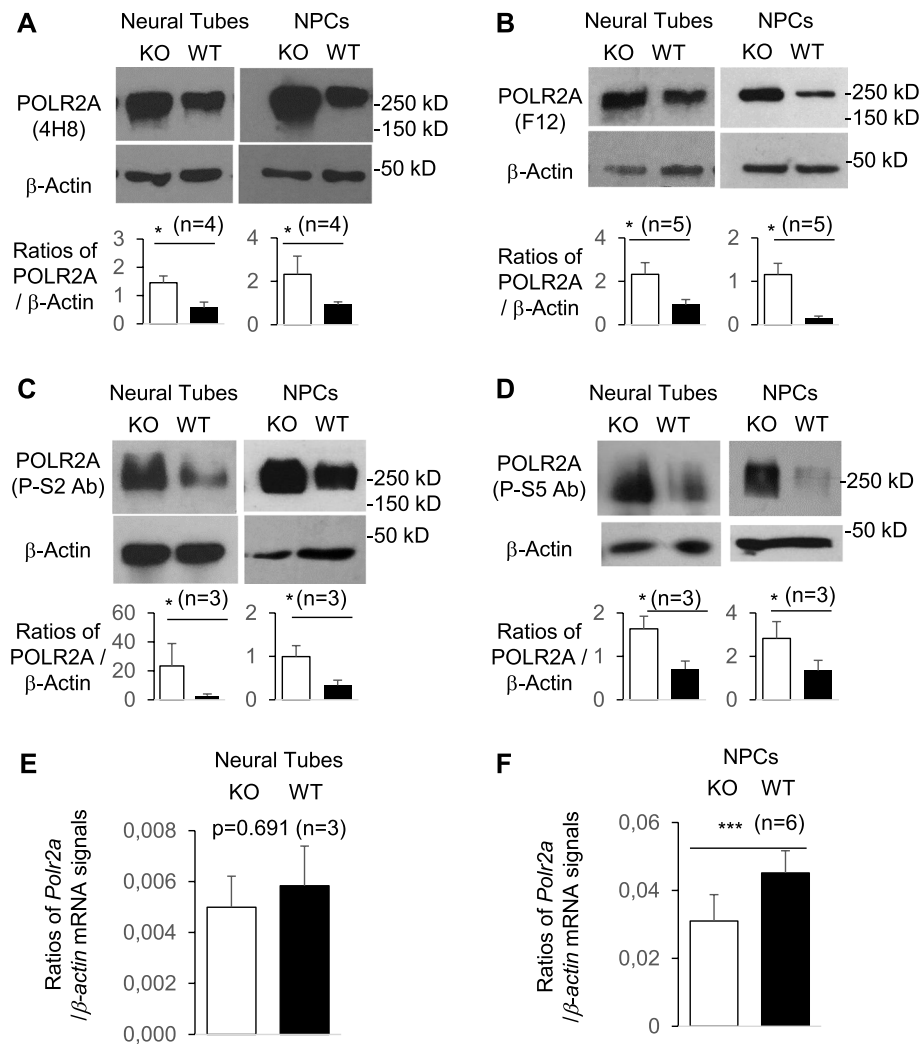 A
Neural Tubes NPCs
KO WT KO WT
POLR2A
(4H8)
-250 kD
-150 kD
-50 kD
β-Actin
* (n=4) * (n=4)
Ratios of
POLR2A
/ β-Actin
3
2
1
0
4
2
0
B
Neural Tubes NPCs
KO WT KO WT
POLR2A
(F12)
-250 kD
-150 kD
-50 kD
β-Actin
* (n=5) * (n=5)
Ratios of
POLR2A
/ β-Actin
4
2
0
2
1
0
C
Neural Tubes NPCs
KO WT KO WT
POLR2A
(P-S2 Ab)
-250 kD
-150 kD
-50 kD
β-Actin
* (n=3) * (n=3)
Ratios of
POLR2A /
β-Actin
60
40
20
0
2
1
0
D
Neural Tubes NPCs
KO WT KO WT
POLR2A
(P-S5 Ab)
-250 kD
-50 kD
β-Actin
* (n=3) * (n=3)
Ratios of
POLR2A /
β-Actin
2
1
0
4
2
0
E
Neural Tubes
KO WT
p=0.691 (n=3)
Ratios of Polr2a
/β-actin mRNA signals
0,008
0,006
0,004
0,002
0,000
F
NPCs
KO WT
*** (n=6)
Ratios of Polr2a
/β-actin mRNA signals
0,06
0,04
0,02
0